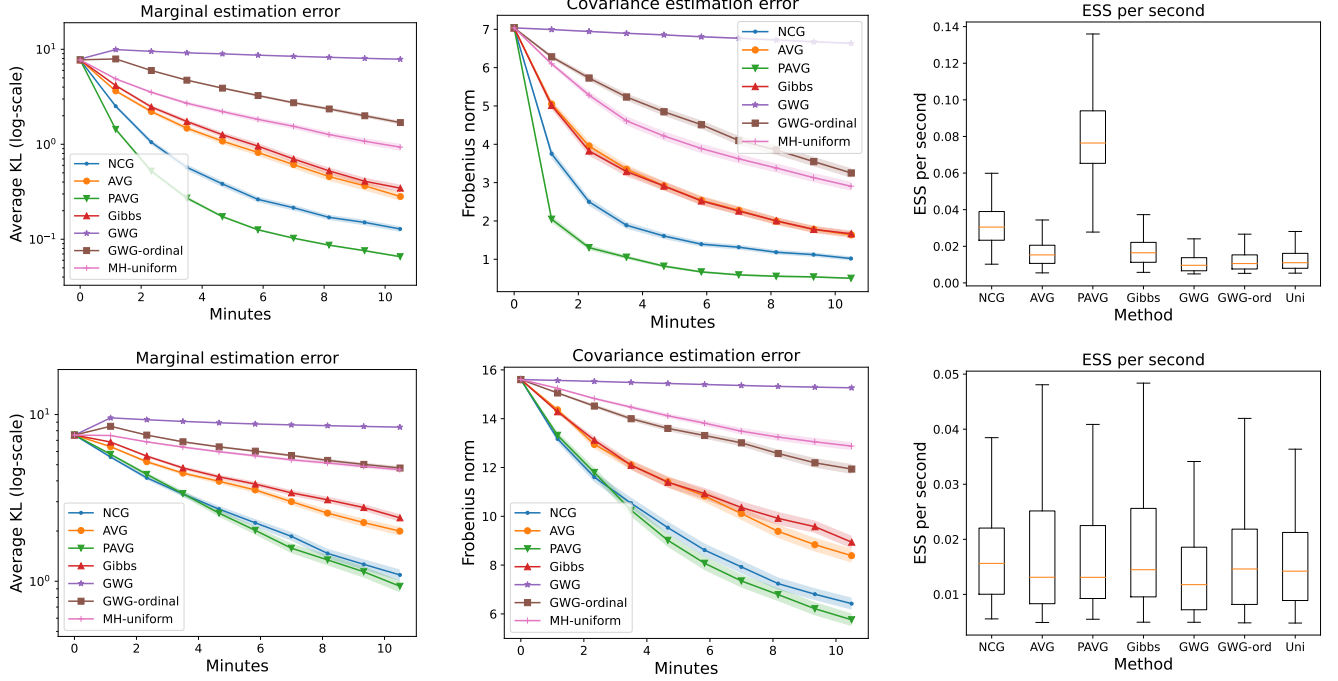 Marginal estimation error
Average KL (log-scale)
10¹
10⁰
10⁻¹
NCG
AVG
PAVG
Gibbs
GWG
GWG-ordinal
MH-uniform
0 2 4 6 8 10
Minutes
Covariance estimation error
Frobenius norm
7
6
5
4
3
2
1
NCG
AVG
PAVG
Gibbs
GWG
GWG-ordinal
MH-uniform
0 2 4 6 8 10
Minutes
ESS per second
ESS per second
0.14
0.12
0.10
0.08
0.06
0.04
0.02
0.00
NCG AVG PAVG Gibbs GWG GWG-ord Uni
Method
Marginal estimation error
Average KL (log-scale)
10¹
10⁰
NCG
AVG
PAVG
Gibbs
GWG
GWG-ordinal
MH-uniform
0 2 4 6 8 10
Minutes
Covariance estimation error
Frobenius norm
16
14
12
10
8
6
NCG
AVG
PAVG
Gibbs
GWG
GWG-ordinal
MH-uniform
0 2 4 6 8 10
Minutes
ESS per second
ESS per second
0.05
0.04
0.03
0.02
0.01
NCG AVG PAVG Gibbs GWG GWG-ord Uni
Method